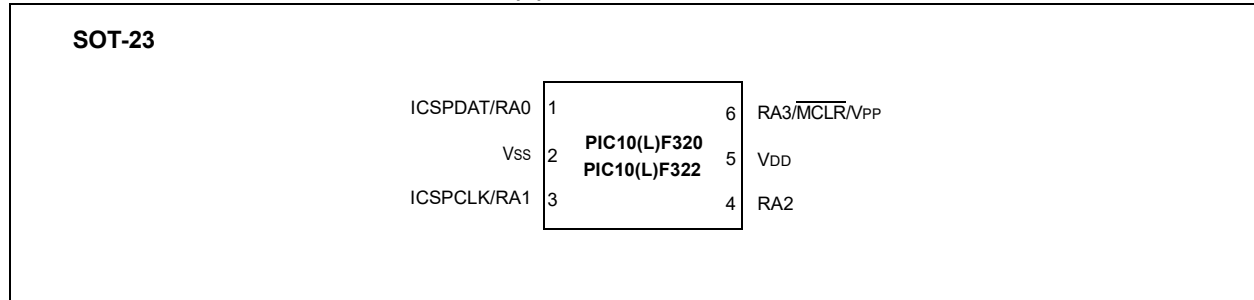 SOT-23
ICSPDAT/RA0 1
6 RA3/MCLR/VPP
PIC10(L)F320
VSS 2
5 VDD
PIC10(L)F322
ICSPCLK/RA1 3
4 RA2